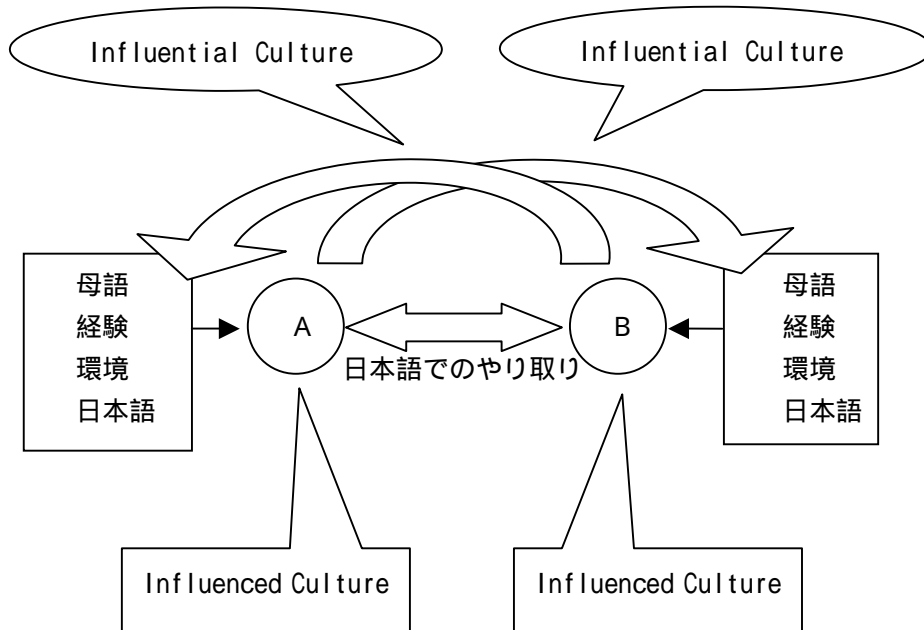 Influential Culture
Influential Culture
母語
経験
環境
日本語
A
B
日本語でのやり取り
母語
経験
環境
日本語
Influenced Culture
Influenced Culture